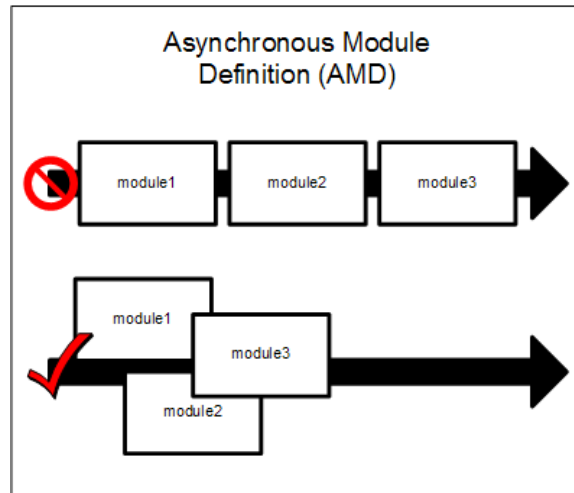 Asynchronous Module
Definition (AMD)
module1
module2
module3
module1
module3
module2